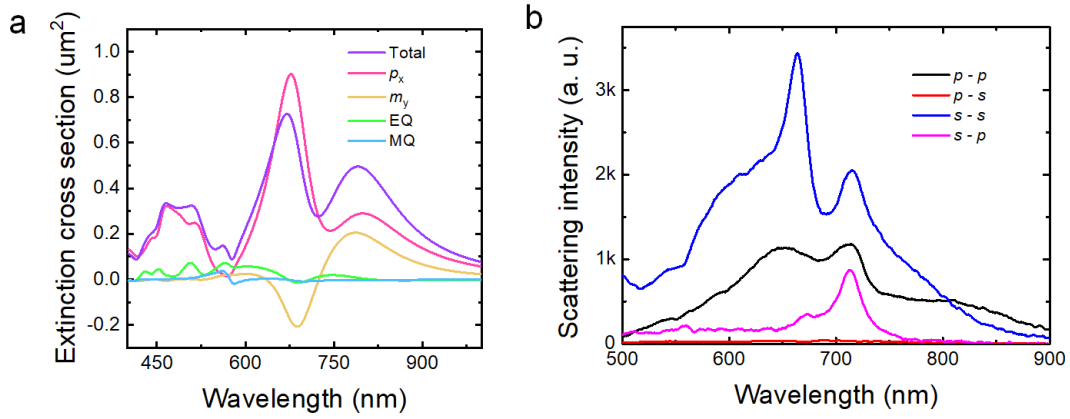 a
Extinction cross section (um²)
1.0
0.8
0.6
0.4
0.2
0.0
-0.2
450 600 750 900
Wavelength (nm)
Total
pₓ
mᵧ
EQ
MQ
b
Scattering intensity (a. u.)
3k
2k
1k
0
500 600 700 800 900
Wavelength (nm)
p - p
p - s
s - s
s - p